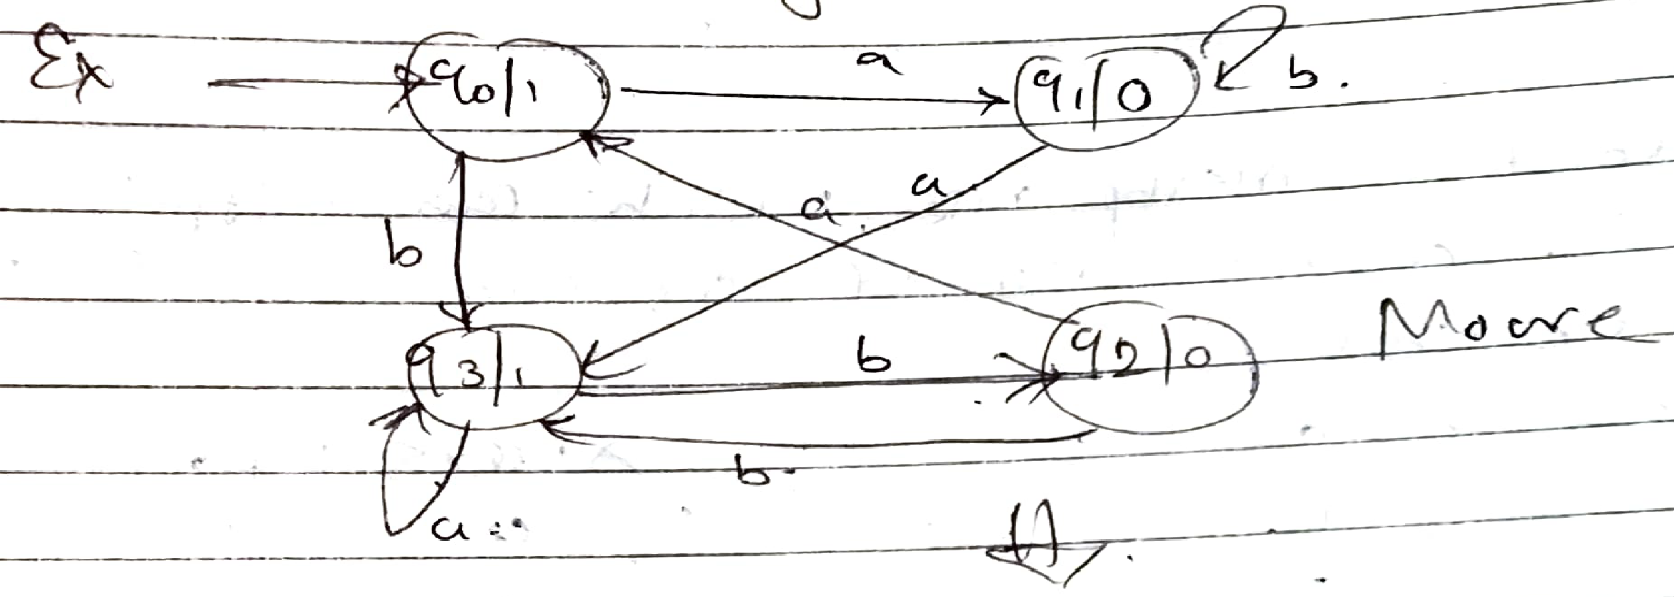 Ex q0/1 a q1/0 b.
a
a.
b
q3/1 b q2/0 Moore
b.
a